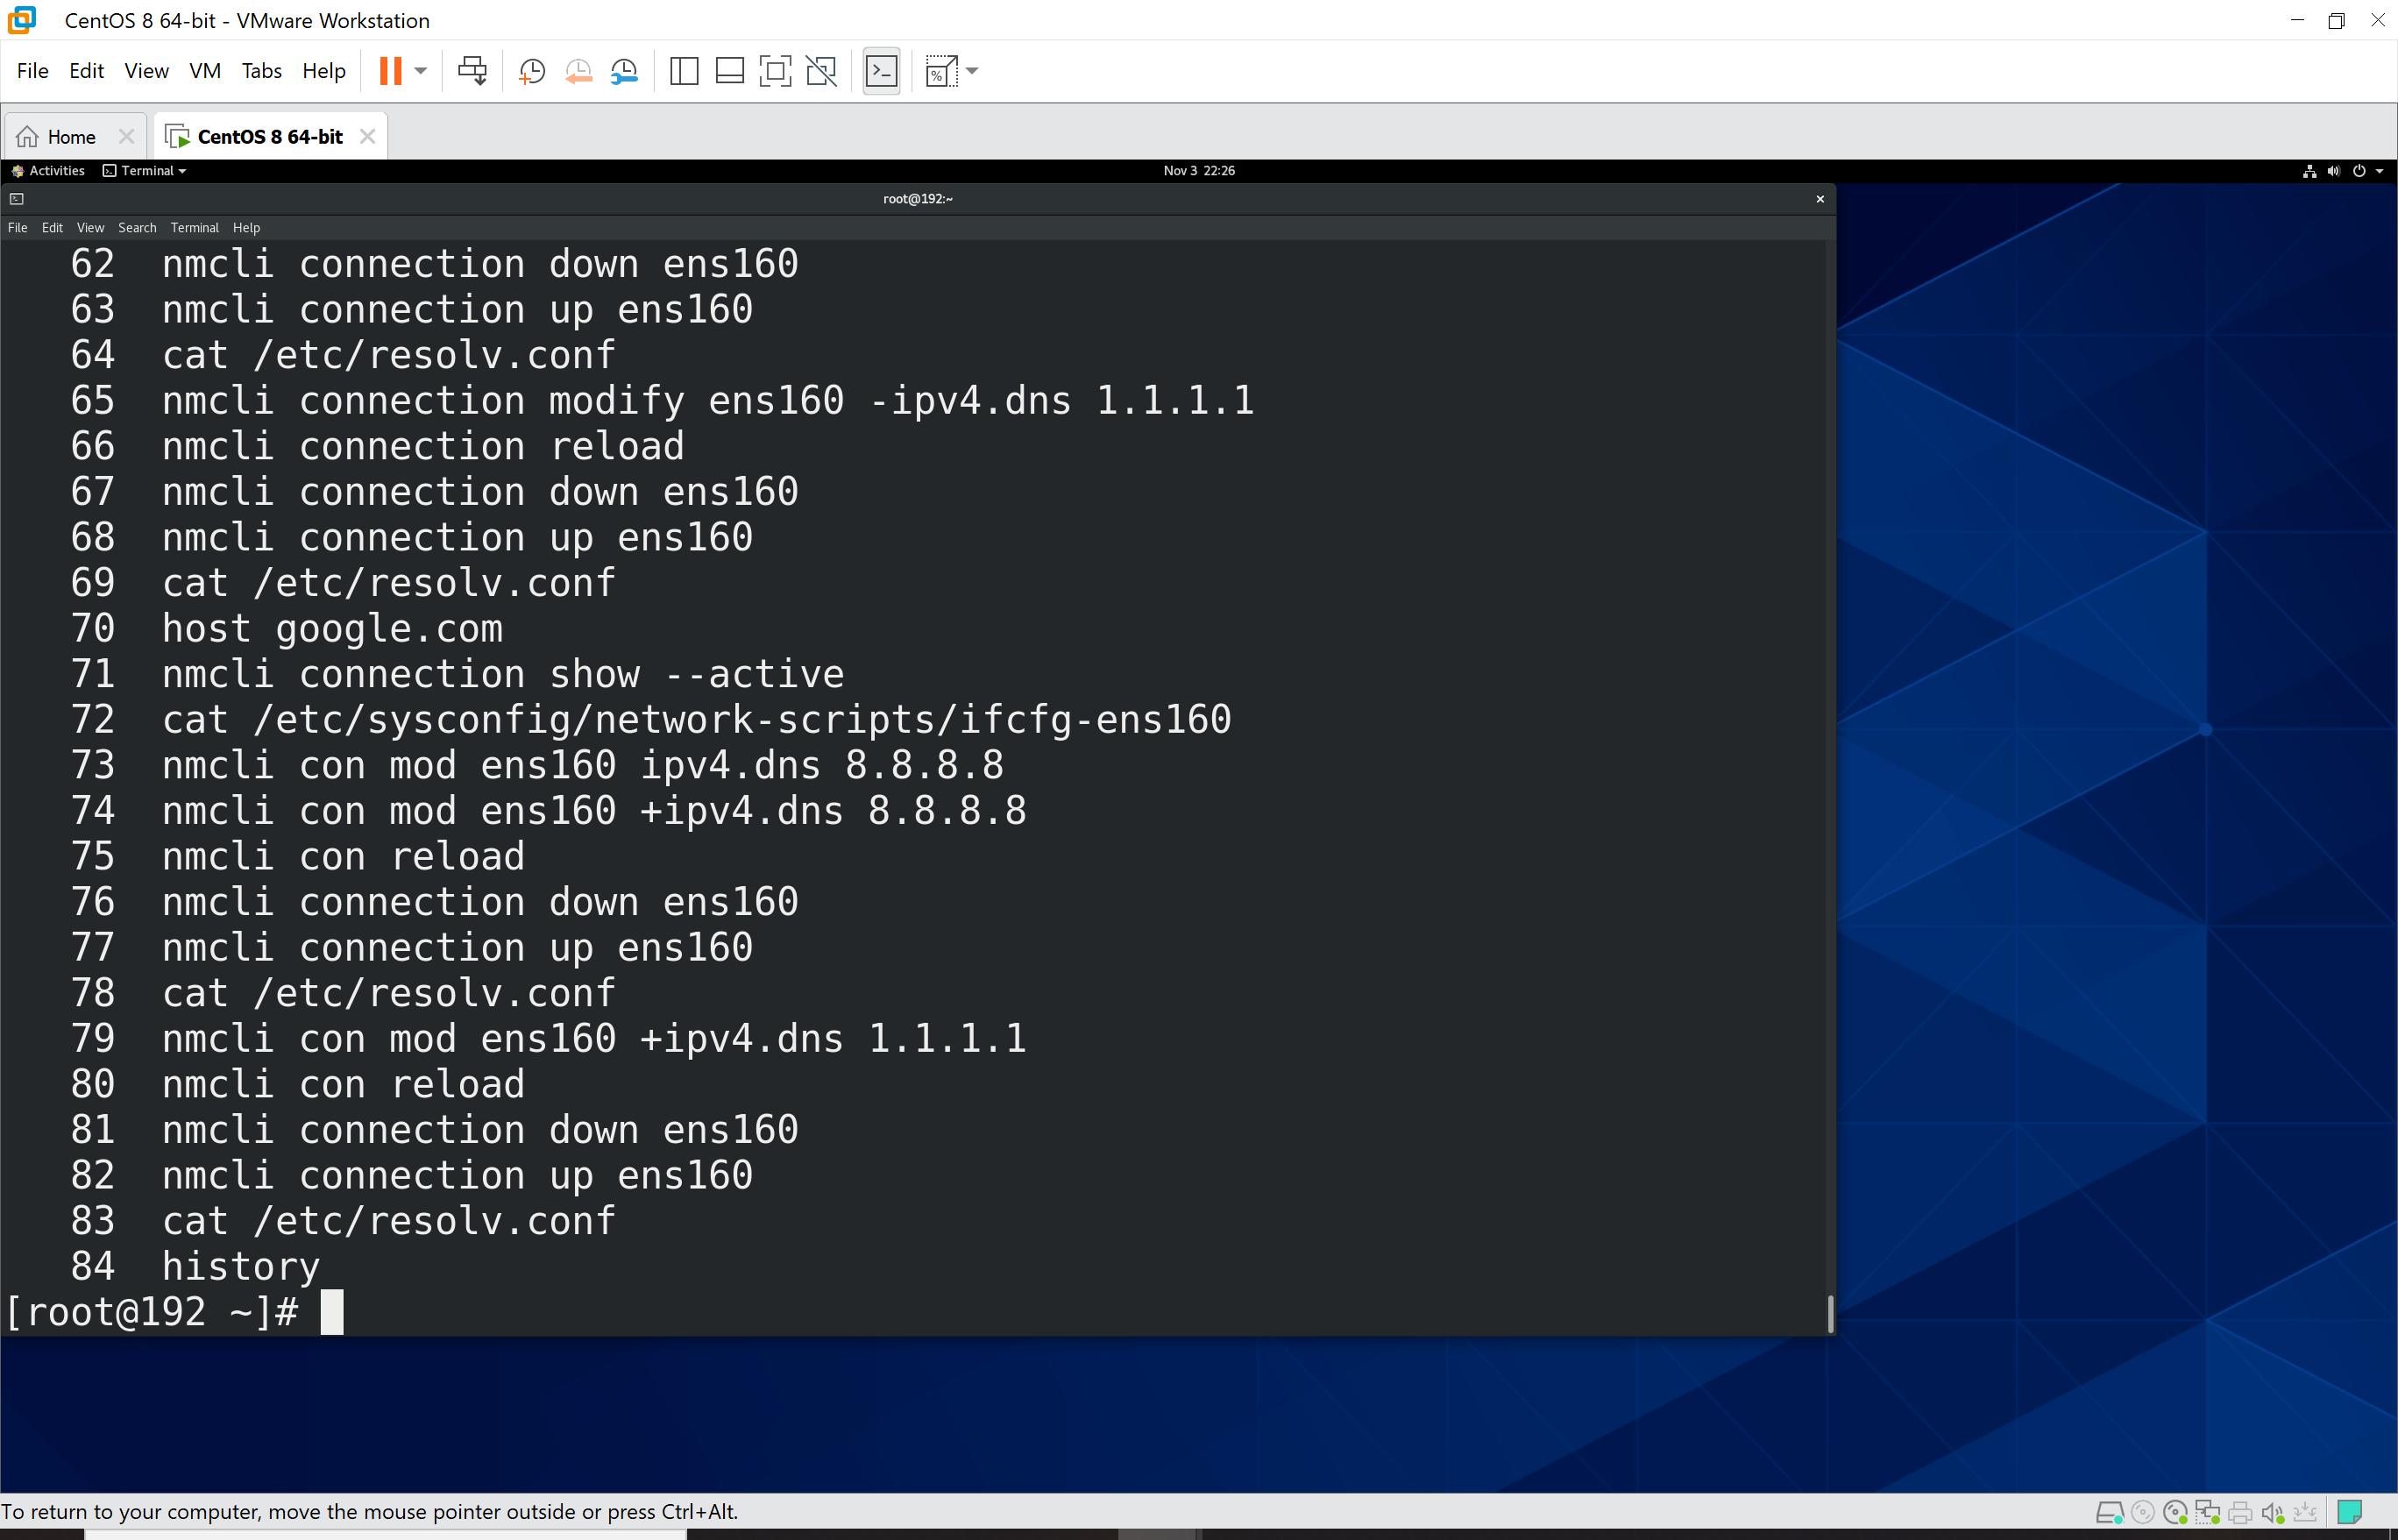 CentOS 8 64-bit - VMware Workstation
File Edit View VM Tabs Help
Home CentOS 8 64-bit
Activities Terminal Nov 3 22:26
root@192:~
File Edit View Search Terminal Help
62 nmcli connection down ens160
63 nmcli connection up ens160
64 cat /etc/resolv.conf
65 nmcli connection modify ens160 -ipv4.dns 1.1.1.1
66 nmcli connection reload
67 nmcli connection down ens160
68 nmcli connection up ens160
69 cat /etc/resolv.conf
70 host google.com
71 nmcli connection show --active
72 cat /etc/sysconfig/network-scripts/ifcfg-ens160
73 nmcli con mod ens160 ipv4.dns 8.8.8.8
74 nmcli con mod ens160 +ipv4.dns 8.8.8.8
75 nmcli con reload
76 nmcli connection down ens160
77 nmcli connection up ens160
78 cat /etc/resolv.conf
79 nmcli con mod ens160 +ipv4.dns 1.1.1.1
80 nmcli con reload
81 nmcli connection down ens160
82 nmcli connection up ens160
83 cat /etc/resolv.conf
84 history
[root@192 ~]#
To return to your computer, move the mouse pointer outside or press Ctrl+Alt.